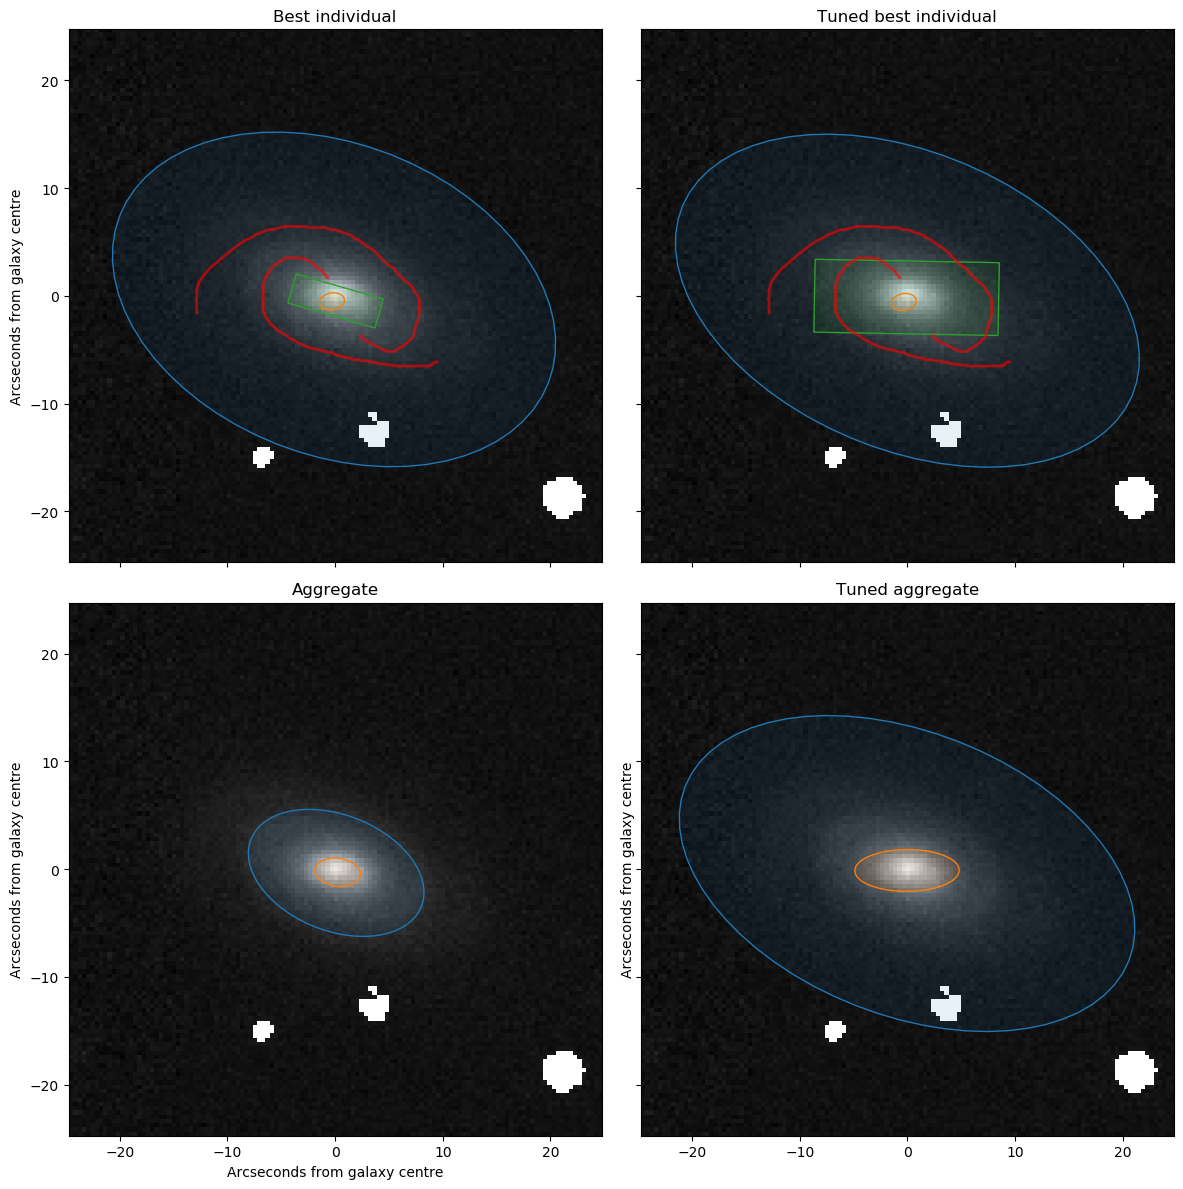 Best individual
Tuned best individual
20
10
0
−10
−20
Arcseconds from galaxy centre
Aggregate
Tuned aggregate
20
10
0
−10
−20
Arcseconds from galaxy centre
Arcseconds from galaxy centre
−20 −10 0 10 20
−20 −10 0 10 20
Arcseconds from galaxy centre